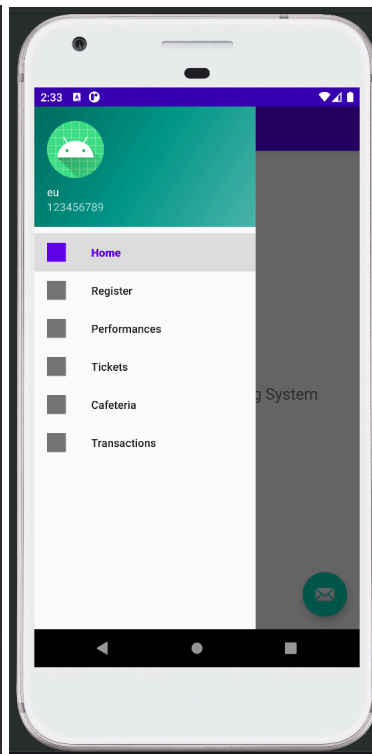 2:33
eu
123456789
Home
Register
Performances
Tickets
g System
Cafeteria
Transactions